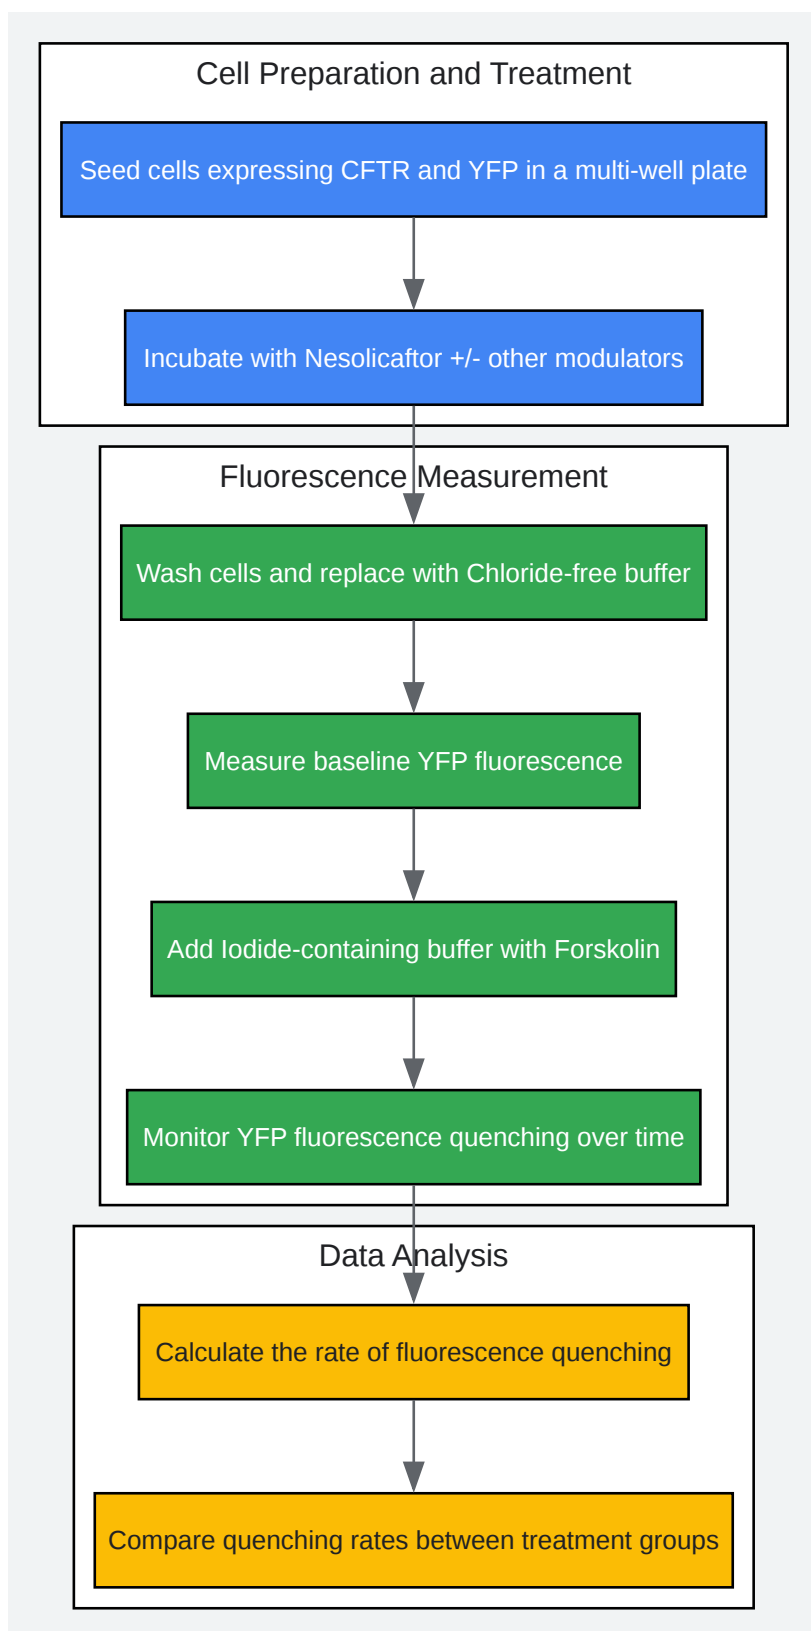 Cell Preparation and Treatment
Seed cells expressing CFTR and YFP in a multi-well plate
Incubate with Nesolicaftor +/- other modulators
Fluorescence Measurement
Wash cells and replace with Chloride-free buffer
Measure baseline YFP fluorescence
Add Iodide-containing buffer with Forskolin
Monitor YFP fluorescence quenching over time
Data Analysis
Calculate the rate of fluorescence quenching
Compare quenching rates between treatment groups